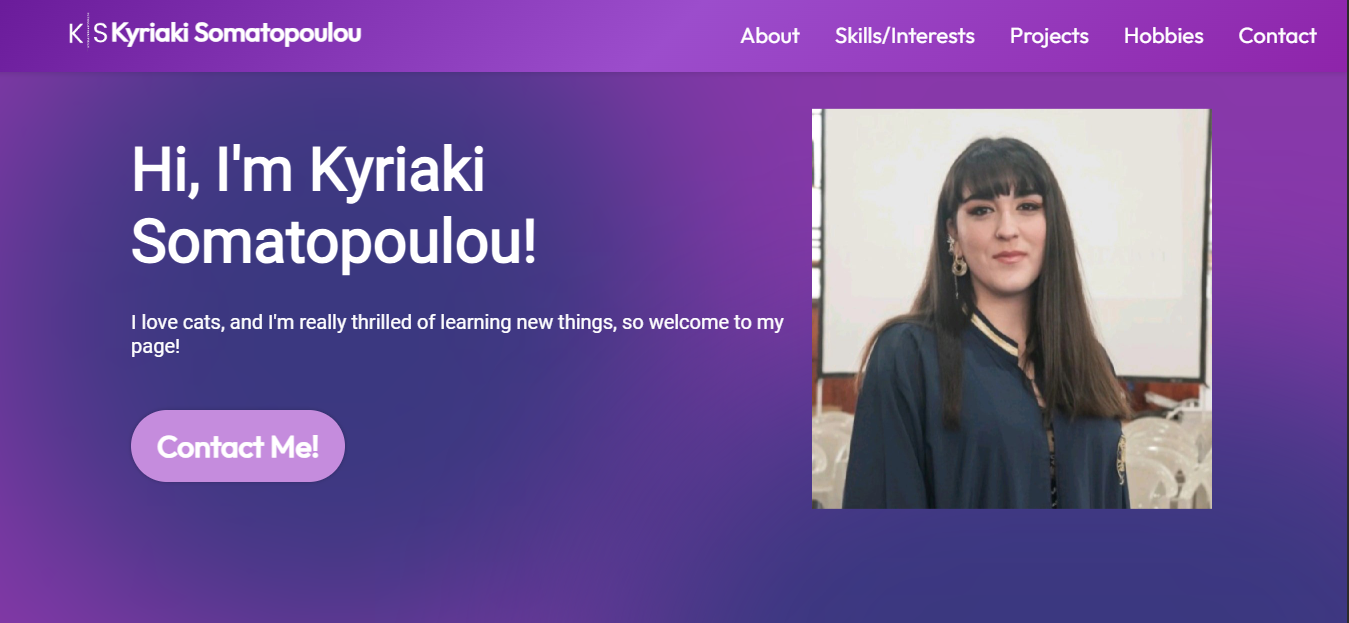 K S Kyriaki Somatopoulou
About Skills/Interests Projects Hobbies Contact
Hi, I'm Kyriaki
Somatopoulou!
I love cats, and I'm really thrilled of learning new things, so welcome to my
page!
Contact Me!